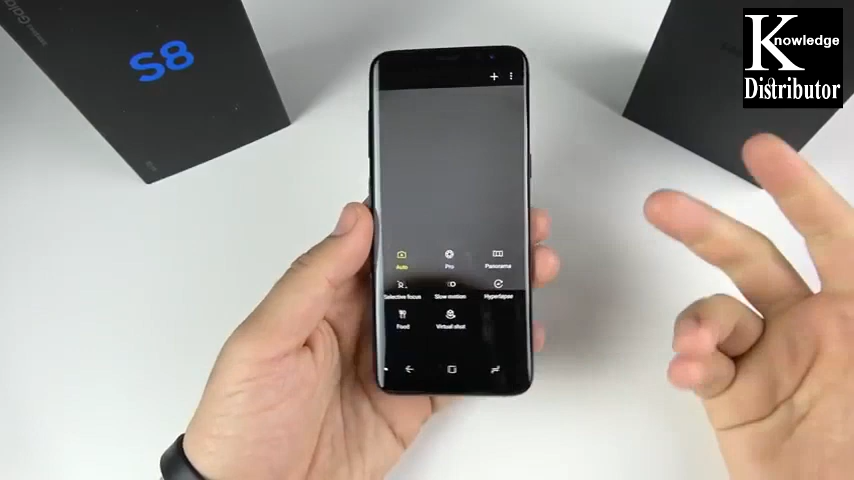 S8
Knowledge
Distributor
Auto
Pro
Panorama
Selective focus
Slow motion
Hyperlapse
Food
Virtual shot